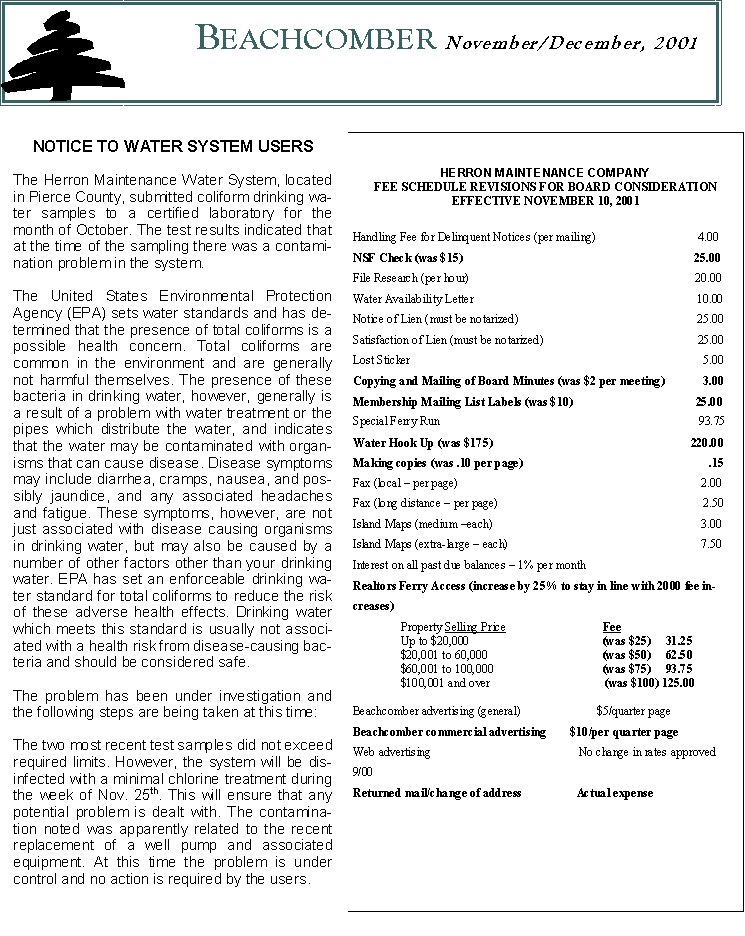 BEACHCOMBER November/December, 2001
NOTICE TO WATER SYSTEM USERS
The Herron Maintenance Water System, located
in Pierce County, submitted coliform drinking wa-
ter samples to a certified laboratory for the
month of October. The test results indicated that
at the time of the sampling there was a contami-
nation problem in the system.
The United States Environmental Protection
Agency (EPA) sets water standards and has de-
termined that the presence of total coliforms is a
possible health concern. Total coliforms are
common in the environment and are generally
not harmful themselves. The presence of these
bacteria in drinking water, however, generally is
a result of a problem with water treatment or the
pipes which distribute the water, and indicates
that the water may be contaminated with organ-
isms that can cause disease. Disease symptoms
may include diarrhea, cramps, nausea, and pos-
sibly jaundice, and any associated headaches
and fatigue. These symptoms, however, are not
just associated with disease causing organisms
in drinking water, but may also be caused by a
number of other factors other than your drinking
water. EPA has set an enforceable drinking wa-
ter standard for total coliforms to reduce the risk
of these adverse health effects. Drinking water
which meets this standard is usually not associ-
ated with a health risk from disease-causing bac-
teria and should be considered safe.
The problem has been under investigation and
the following steps are being taken at this time:
The two most recent test samples did not exceed
required limits. However, the system will be dis-
infected with a minimal chlorine treatment during
the week of Nov. 25th. This will ensure that any
potential problem is dealt with. The contamina-
tion noted was apparently related to the recent
replacement of a well pump and associated
equipment. At this time the problem is under
control and no action is required by the users.
HERRON MAINTENANCE COMPANY
FEE SCHEDULE REVISIONS FOR BOARD CONSIDERATION
EFFECTIVE NOVEMBER 10, 2001
Handling Fee for Delinquent Notices (per mailing) 4.00
NSF Check (was $15) 25.00
File Research (per hour) 20.00
Water Availability Letter 10.00
Notice of Lien (must be notarized) 25.00
Satisfaction of Lien (must be notarized) 25.00
Lost Sticker 5.00
Copying and Mailing of Board Minutes (was $2 per meeting) 3.00
Membership Mailing List Labels (was $10) 25.00
Special Ferry Run 93.75
Water Hook Up (was $175) 220.00
Making copies (was .10 per page) .15
Fax (local – per page) 2.00
Fax (long distance – per page) 2.50
Island Maps (medium –each) 3.00
Island Maps (extra-large – each) 7.50
Interest on all past due balances – 1% per month
Realtors Ferry Access (increase by 25% to stay in line with 2000 fee in-
creases)
Property Selling Price Fee
Up to $20,000 (was $25) 31.25
$20,001 to 60,000 (was $50) 62.50
$60,001 to 100,000 (was $75) 93.75
$100,001 and over (was $100) 125.00
Beachcomber advertising (general) $5/quarter page
Beachcomber commercial advertising $10/per quarter page
Web advertising No change in rates approved
9/00
Returned mail/change of address Actual expense